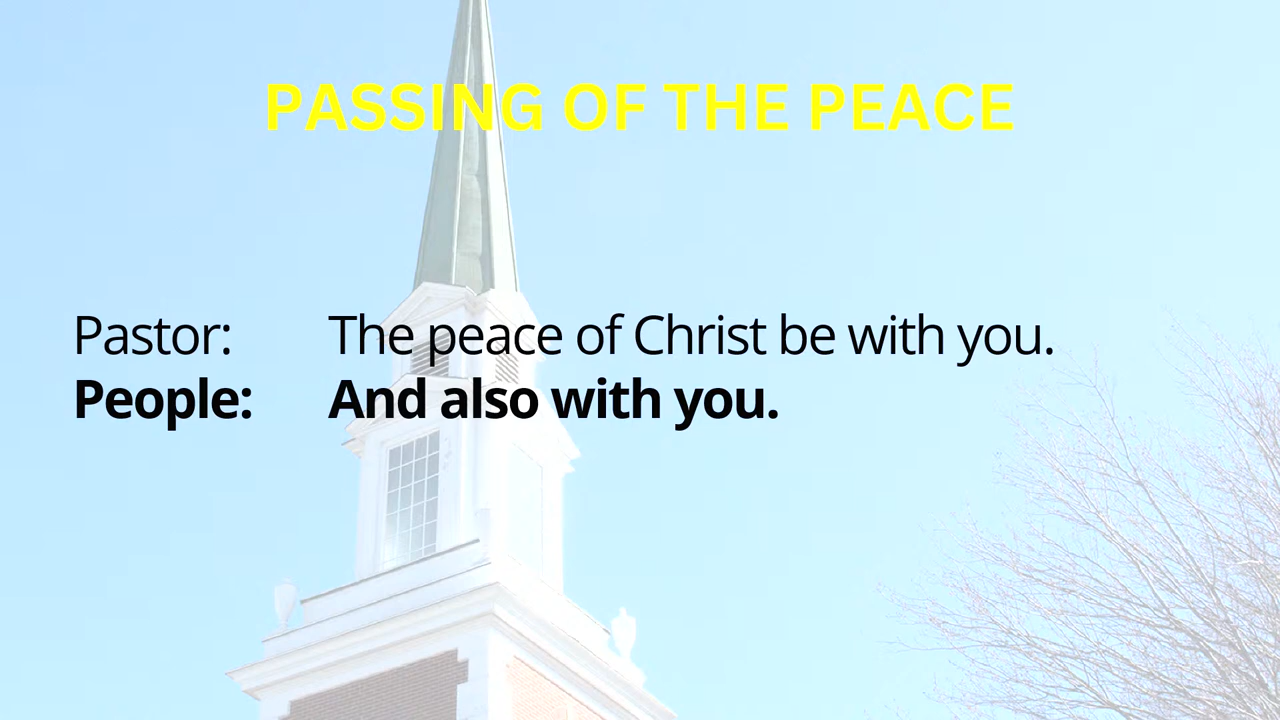 PASSING OF THE PEACE
Pastor: The peace of Christ be with you.
People: And also with you.